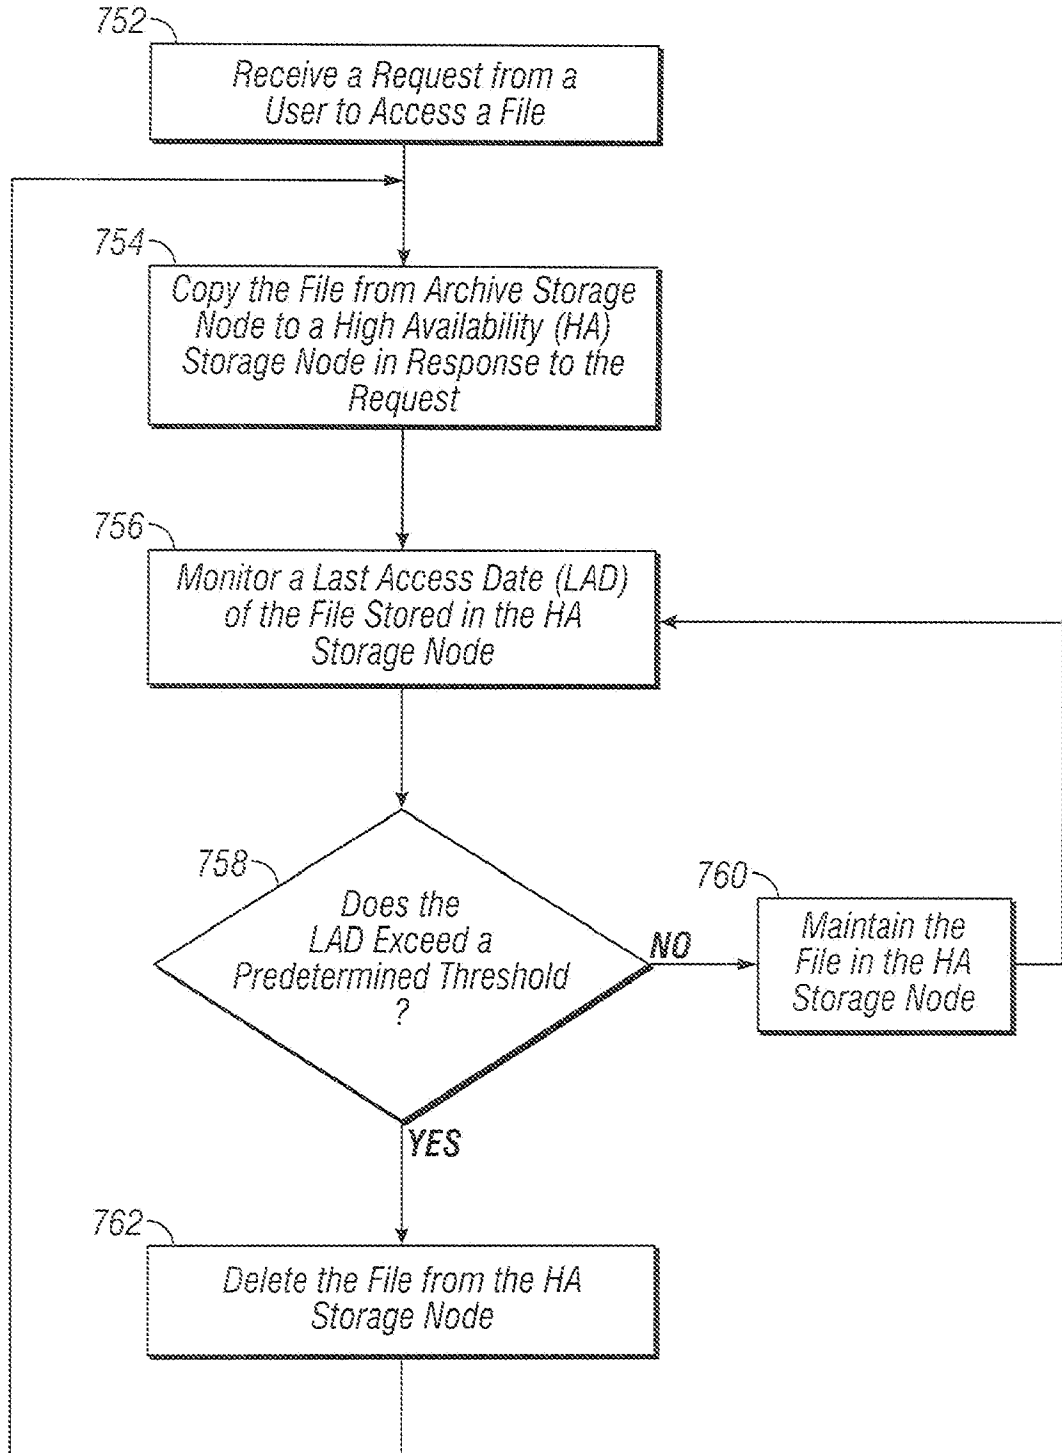 752
Receive a Request from a
User to Access a File
754
Copy the File from Archive Storage
Node to a High Availability (HA)
Storage Node in Response to the
Request
756
Monitor a Last Access Date (LAD)
of the File Stored in the HA
Storage Node
758
Does the
LAD Exceed a
Predetermined Threshold
?
NO
760
Maintain the
File in the HA
Storage Node
YES
762
Delete the File from the HA
Storage Node